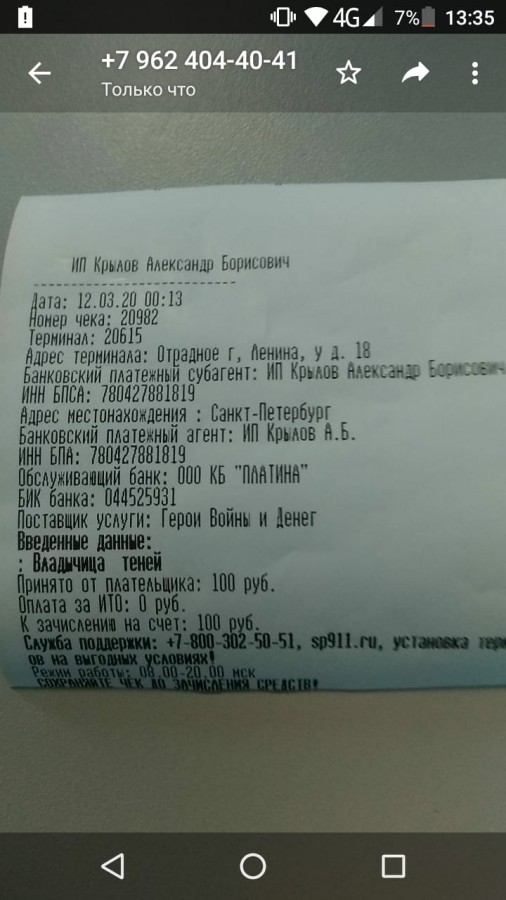 7% 13:35
4G
+7 962 404-40-41
Только что
ИП Крылов Александр Борисович
Дата: 12.03.20 00:13
Номер чека: 20982
Терминал: 20615
Адрес терминала: Отрадное г, Ленина, у д. 18
Банковский платежный субагент: ИП Крылов Александр Борисович
ИНН БПСА: 780427881819
Адрес местонахождения : Санкт-Петербург
Банковский платежный агент: ИП Крылов А.Б.
ИНН БПА: 780427881819
Обслуживающий банк: ООО КБ "ПЛАТИНА"
БИК банка: 044525931
Поставщик услуги: Герои Войны и Денег
Введенные данные:
: Владычица теней
Принято от плательщика: 100 руб.
Оплата за ИТО: 0 руб.
К зачислению на счет: 100 руб.
Служба поддержки: +7-800-302-50-51, sp911.ru, установка
ов на выгодных условиях!
Режим работы: 08.00-20.00 мск
СОХРАНЯЙТЕ ЧЕК ДО ЗАЧИСЛЕНИЯ СРЕДСТВ!